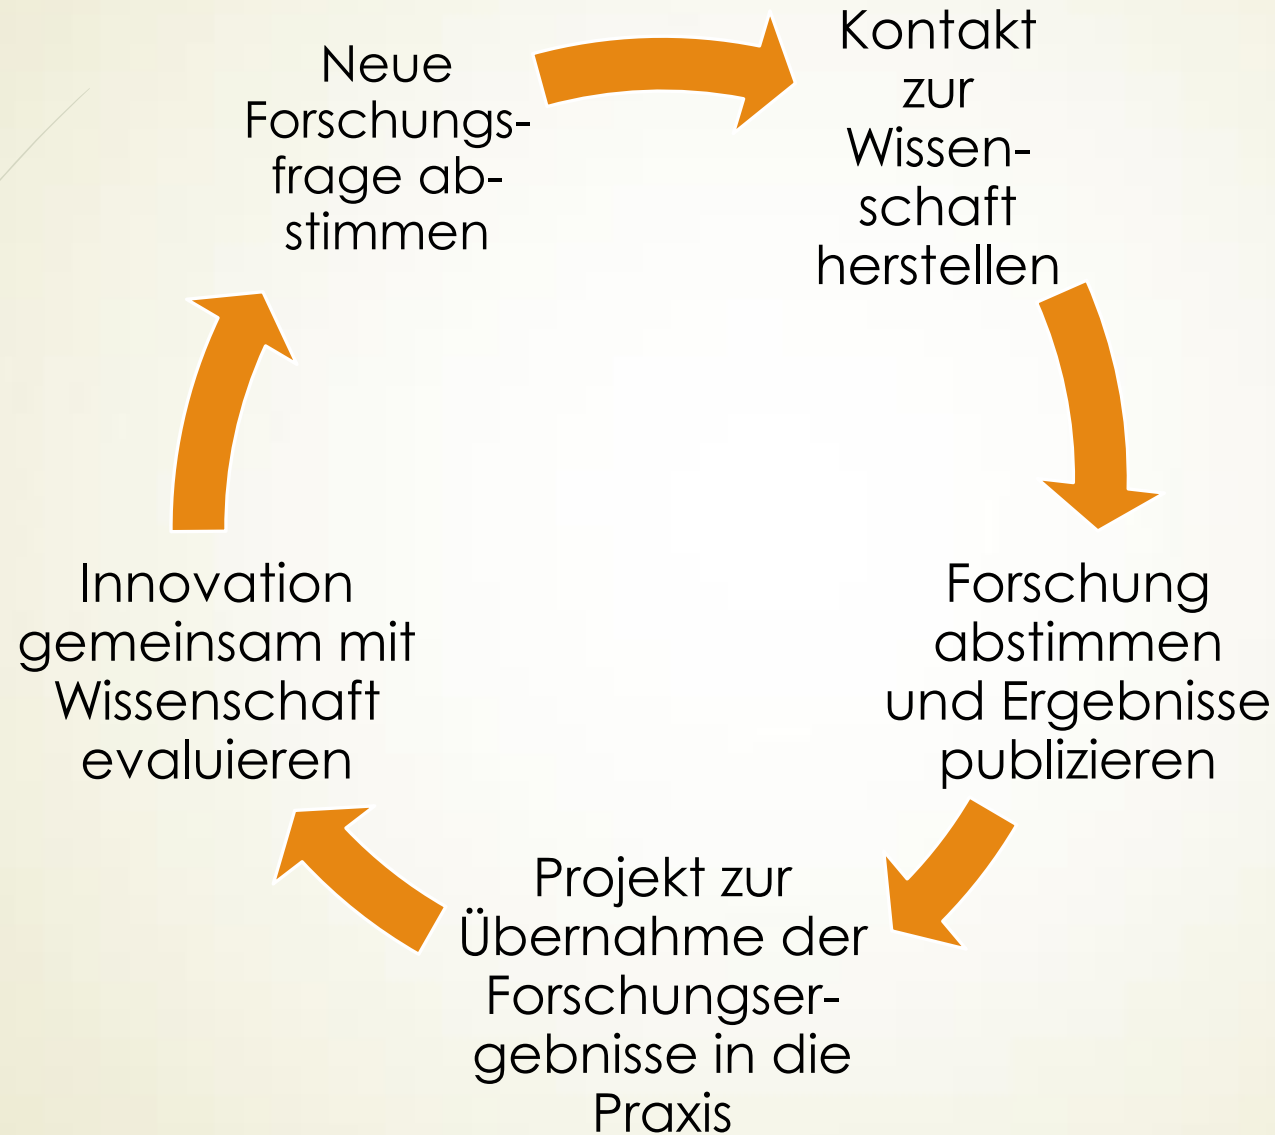 Neue
Forschungs-
frage ab-
stimmen
Kontakt
zur
Wissen-
schaft
herstellen
Forschung
abstimmen
und Ergebnisse
publizieren
Projekt zur
Übernahme der
Forschungser-
gebnisse in die
Praxis
Innovation
gemeinsam mit
Wissenschaft
evaluieren